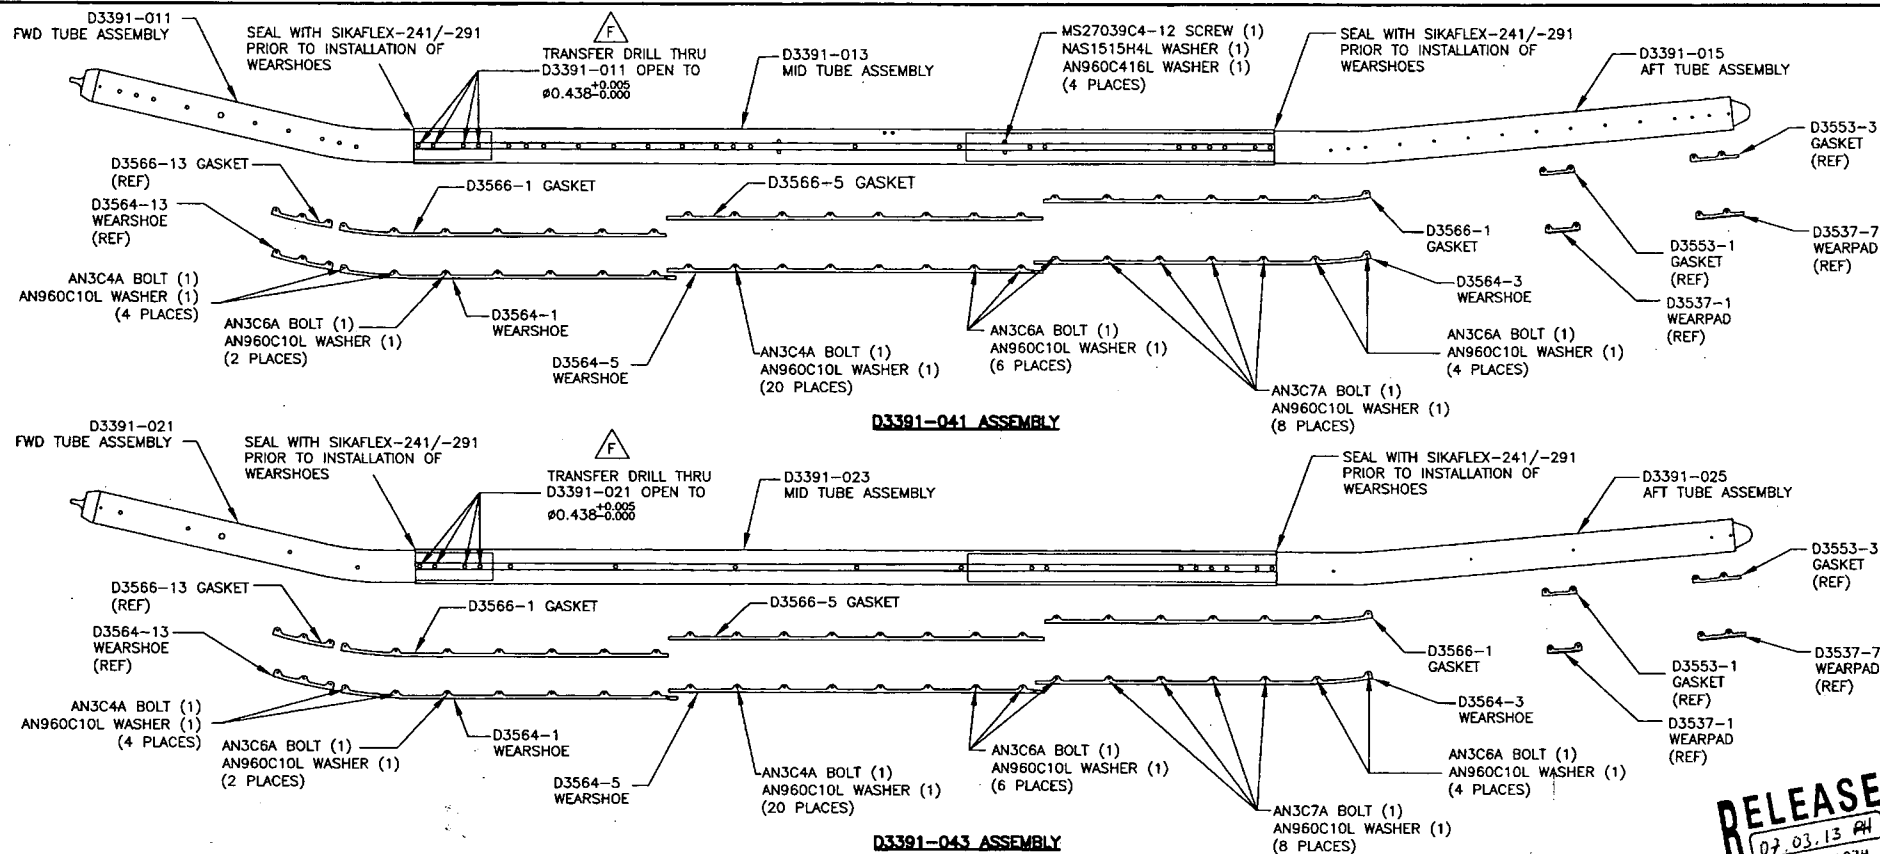 D3391-011
FWD TUBE ASSEMBLY
SEAL WITH SIKAFLEX-241/-291
PRIOR TO INSTALLATION OF
WEARSHOES
F
TRANSFER DRILL THRU
D3391-011 OPEN TO
ø0.438+0.005
-0.000
D3391-013
MID TUBE ASSEMBLY
MS27039C4-12 SCREW (1)
NAS1515H4L WASHER (1)
AN960C416L WASHER (1)
(4 PLACES)
SEAL WITH SIKAFLEX-241/-291
PRIOR TO INSTALLATION OF
WEARSHOES
D3391-015
AFT TUBE ASSEMBLY
D3553-3
GASKET
(REF)
D3566-13 GASKET
(REF)
D3566-1 GASKET
D3566-5 GASKET
D3564-13
WEARSHOE
(REF)
D3566-1
GASKET
D3553-1
GASKET
(REF)
D3537-7
WEARPAD
(REF)
AN3C4A BOLT (1)
AN960C10L WASHER (1)
(4 PLACES)
D3564-3
WEARSHOE
D3537-1
WEARPAD
(REF)
AN3C6A BOLT (1)
AN960C10L WASHER (1)
(2 PLACES)
D3564-1
WEARSHOE
D3564-5
WEARSHOE
AN3C4A BOLT (1)
AN960C10L WASHER (1)
(20 PLACES)
AN3C6A BOLT (1)
AN960C10L WASHER (1)
(6 PLACES)
AN3C6A BOLT (1)
AN960C10L WASHER (1)
(4 PLACES)
AN3C7A BOLT (1)
AN960C10L WASHER (1)
(8 PLACES)
D3391-041 ASSEMBLY
D3391-021
FWD TUBE ASSEMBLY
SEAL WITH SIKAFLEX-241/-291
PRIOR TO INSTALLATION OF
WEARSHOES
F
TRANSFER DRILL THRU
D3391-021 OPEN TO
ø0.438+0.005
-0.000
D3391-023
MID TUBE ASSEMBLY
SEAL WITH SIKAFLEX-241/-291
PRIOR TO INSTALLATION OF
WEARSHOES
D3391-025
AFT TUBE ASSEMBLY
D3553-3
GASKET
(REF)
D3566-13 GASKET
(REF)
D3566-1 GASKET
D3566-5 GASKET
D3564-13
WEARSHOE
(REF)
D3566-1
GASKET
D3553-1
GASKET
(REF)
D3537-7
WEARPAD
(REF)
AN3C4A BOLT (1)
AN960C10L WASHER (1)
(4 PLACES)
D3564-3
WEARSHOE
D3537-1
WEARPAD
(REF)
AN3C6A BOLT (1)
AN960C10L WASHER (1)
(2 PLACES)
D3564-1
WEARSHOE
D3564-5
WEARSHOE
AN3C4A BOLT (1)
AN960C10L WASHER (1)
(20 PLACES)
AN3C6A BOLT (1)
AN960C10L WASHER (1)
(6 PLACES)
AN3C6A BOLT (1)
AN960C10L WASHER (1)
(4 PLACES)
AN3C7A BOLT (1)
AN960C10L WASHER (1)
(8 PLACES)
D3391-043 ASSEMBLY
RELEASE
07.03.13 PH